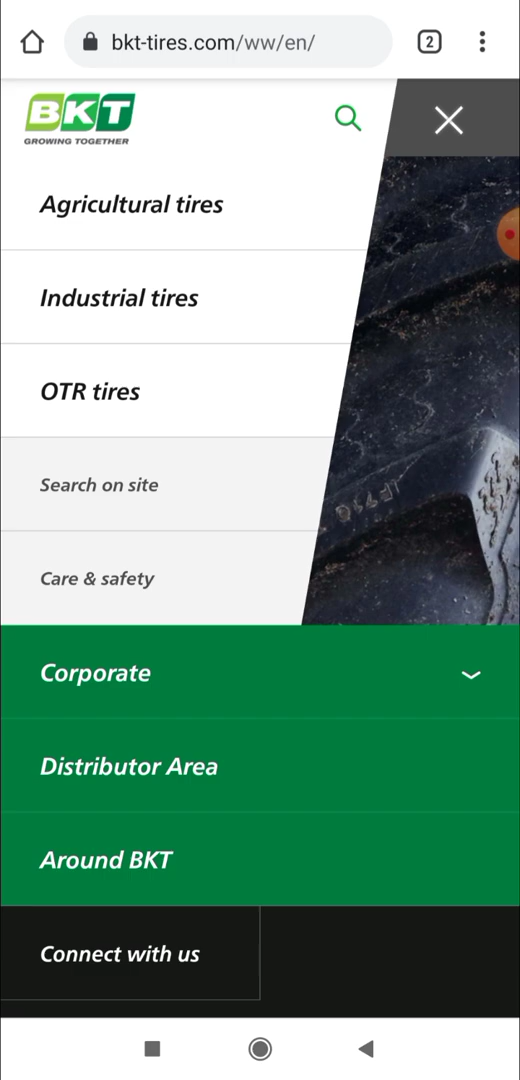 bkt-tires.com/ww/en/
2
BKT
GROWING TOGETHER
Agricultural tires
Industrial tires
OTR tires
Search on site
Care & safety
Corporate
Distributor Area
Around BKT
Connect with us